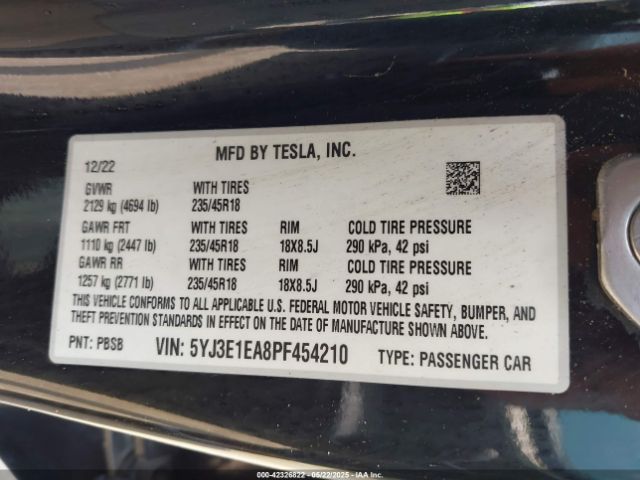 MFD BY TESLA, INC.
12/22
GVWR WITH TIRES
2129 kg (4694 lb) 235/45R18
GAWR FRT WITH TIRES RIM COLD TIRE PRESSURE
1110 kg (2447 lb) 235/45R18 18X8.5J 290 kPa, 42 psi
GAWR RR WITH TIRES RIM COLD TIRE PRESSURE
1257 kg (2771 lb) 235/45R18 18X8.5J 290 kPa, 42 psi
THIS VEHICLE CONFORMS TO ALL APPLICABLE U.S. FEDERAL MOTOR VEHICLE SAFETY, BUMPER, AND
THEFT PREVENTION STANDARDS IN EFFECT ON THE DATE OF MANUFACTURE SHOWN ABOVE.
PNT: PBSB VIN: 5YJ3E1EA8PF454210 TYPE: PASSENGER CAR
000-42326822 - 05/22/2025 - IAA Inc.